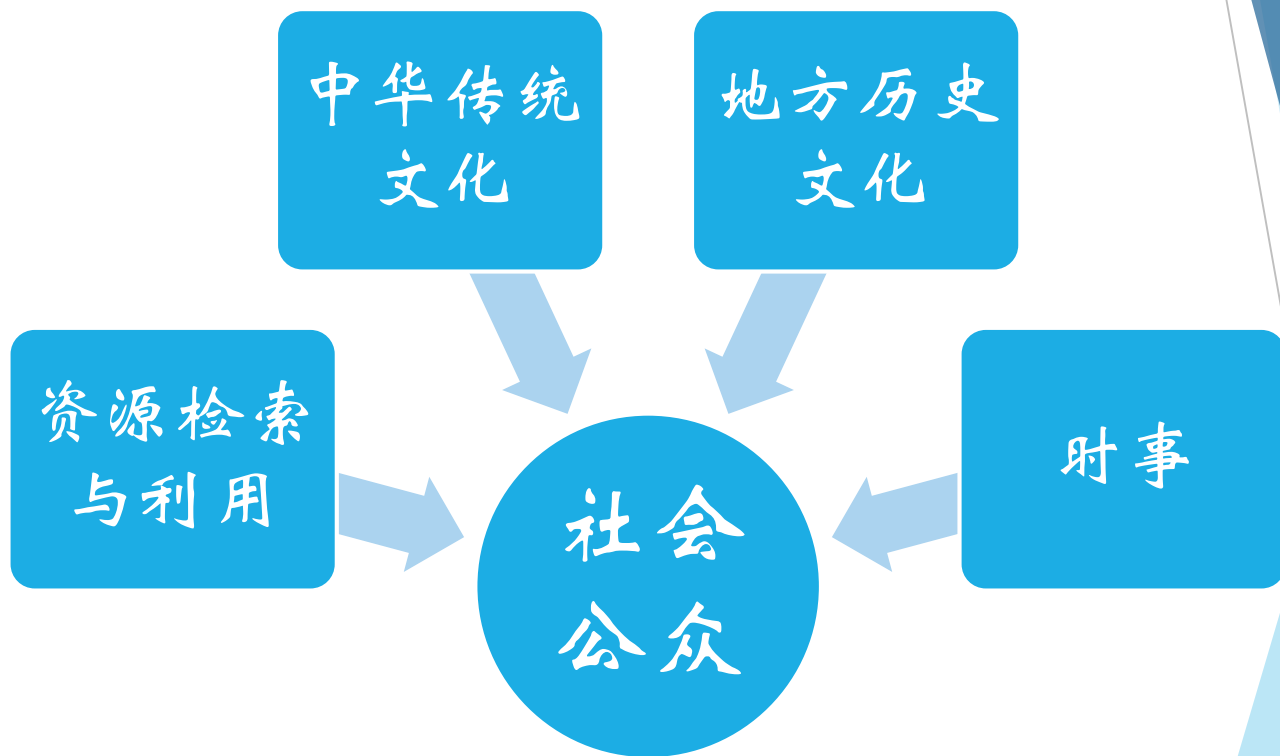 中华传统
文化
地方历史
文化
资源检索
与利用
时事
社会
公众